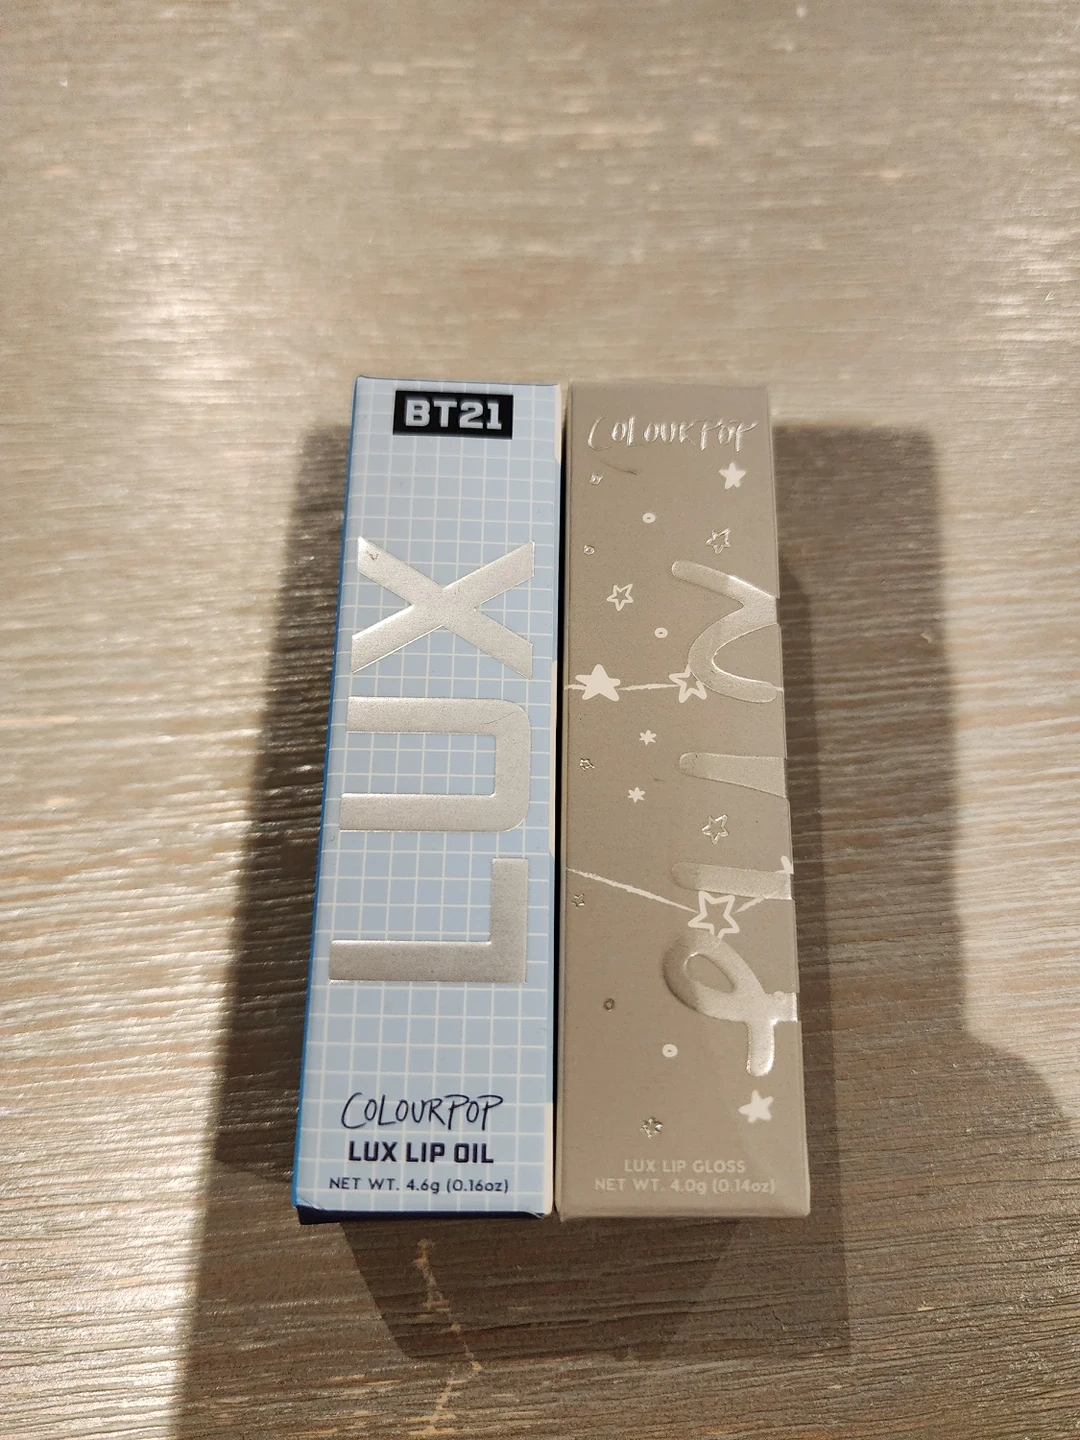 BT21
LUX
COLOURPOP
LUX LIP OIL
NET WT. 4.6g (0.16oz)
COLOURPOP
LUX LIP GLOSS
NET WT. 4.0g (0.14oz)